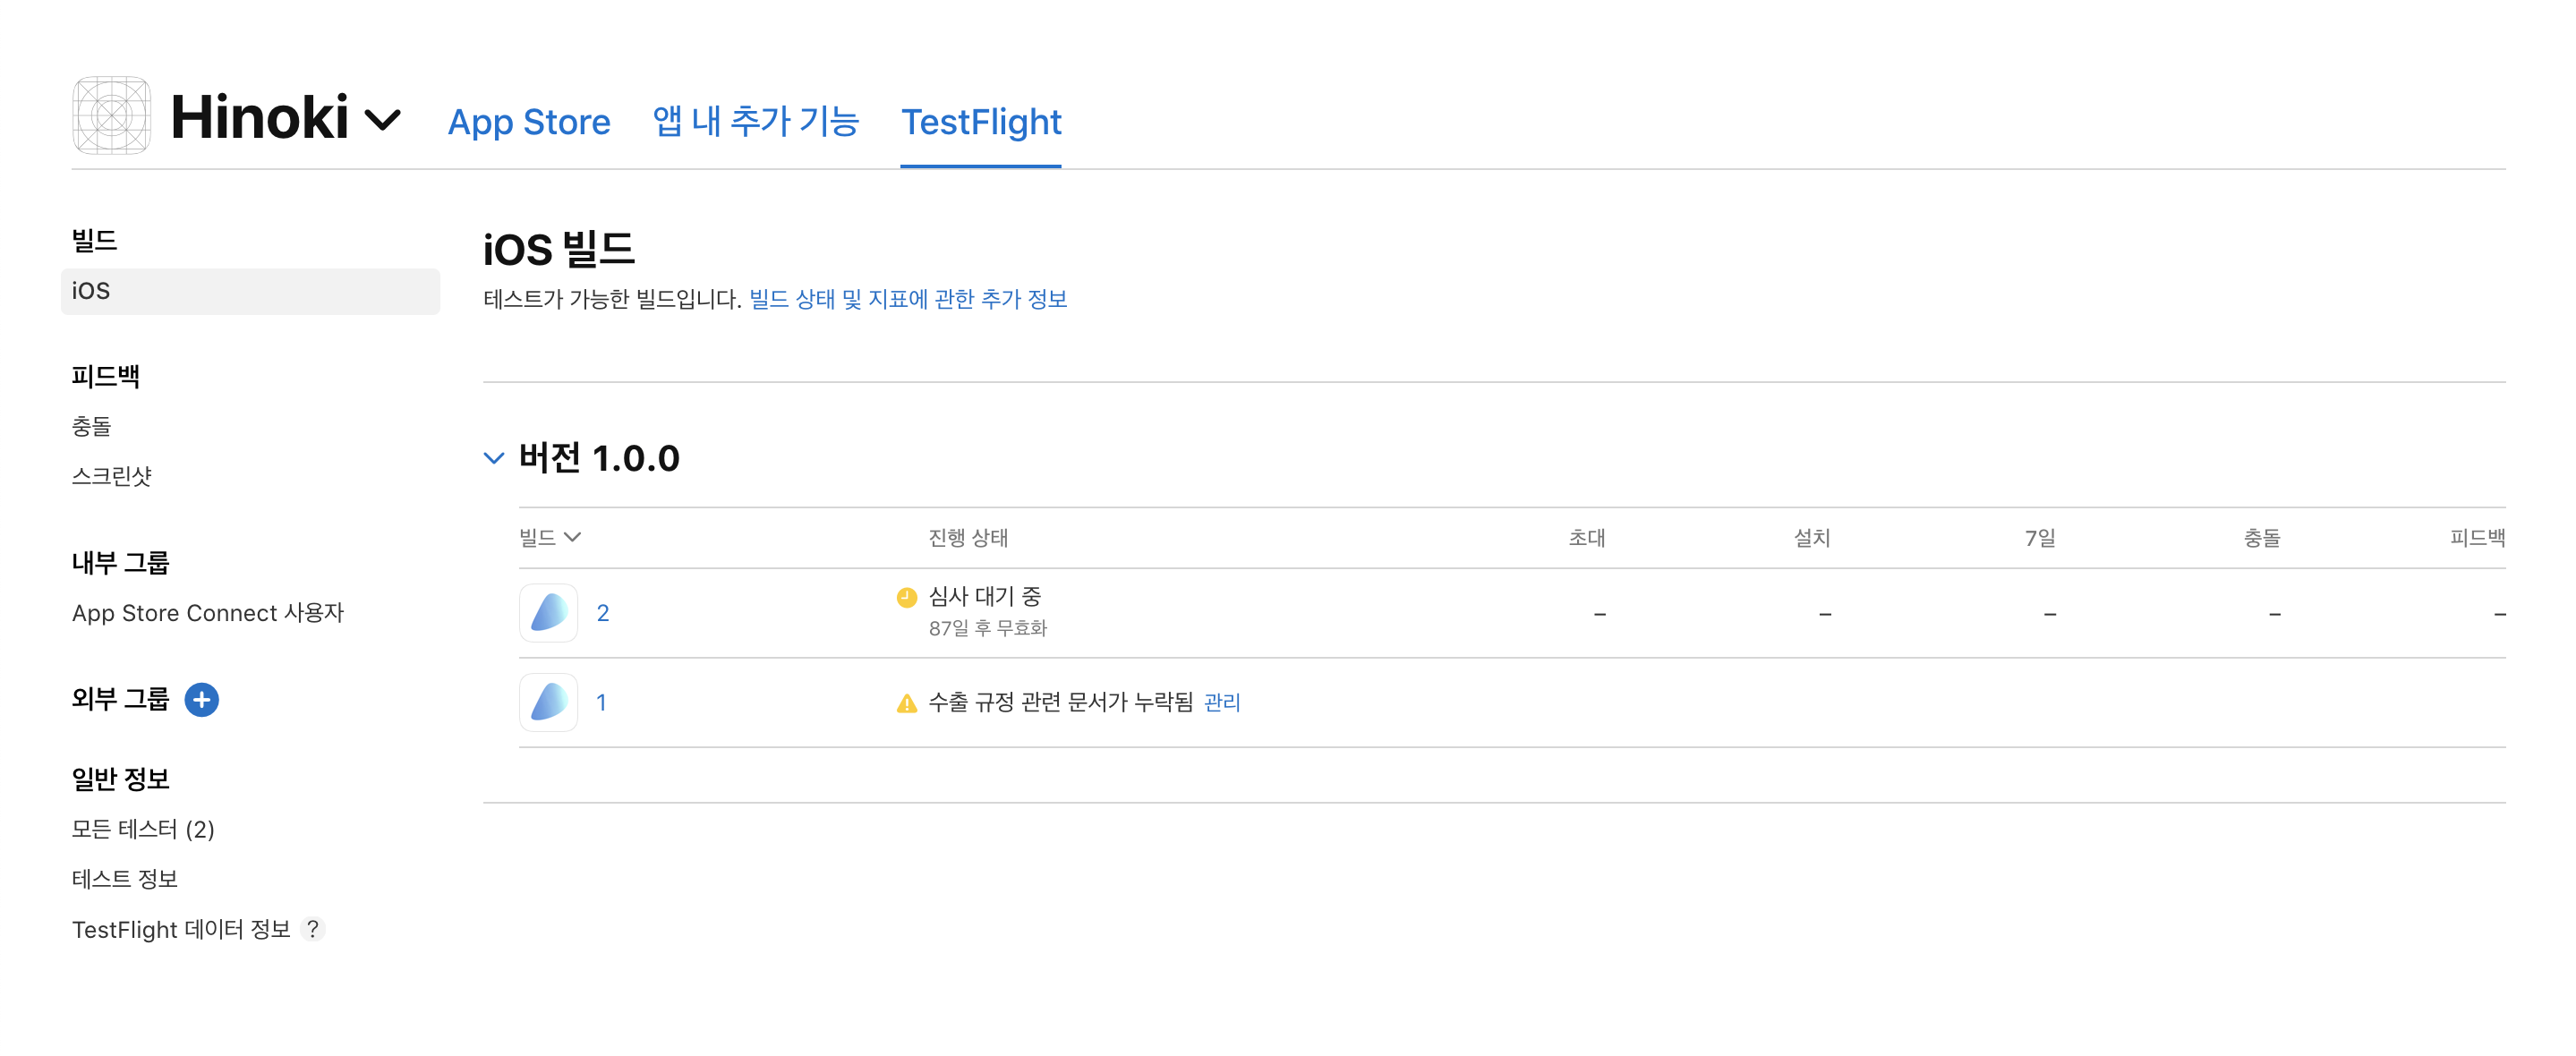 Hinoki App Store 앱 내 추가 기능 TestFlight
빌드
iOS
피드백
충돌
스크린샷
내부 그룹
App Store Connect 사용자
외부 그룹
일반 정보
모든 테스터 (2)
테스트 정보
TestFlight 데이터 정보 ?
iOS 빌드
테스트가 가능한 빌드입니다. 빌드 상태 및 지표에 관한 추가 정보
버전 1.0.0
빌드 진행 상태 초대 설치 7일 충돌 피드백
2 심사 대기 중 – – – – –
87일 후 무효화
1 수출 규정 관련 문서가 누락됨 관리